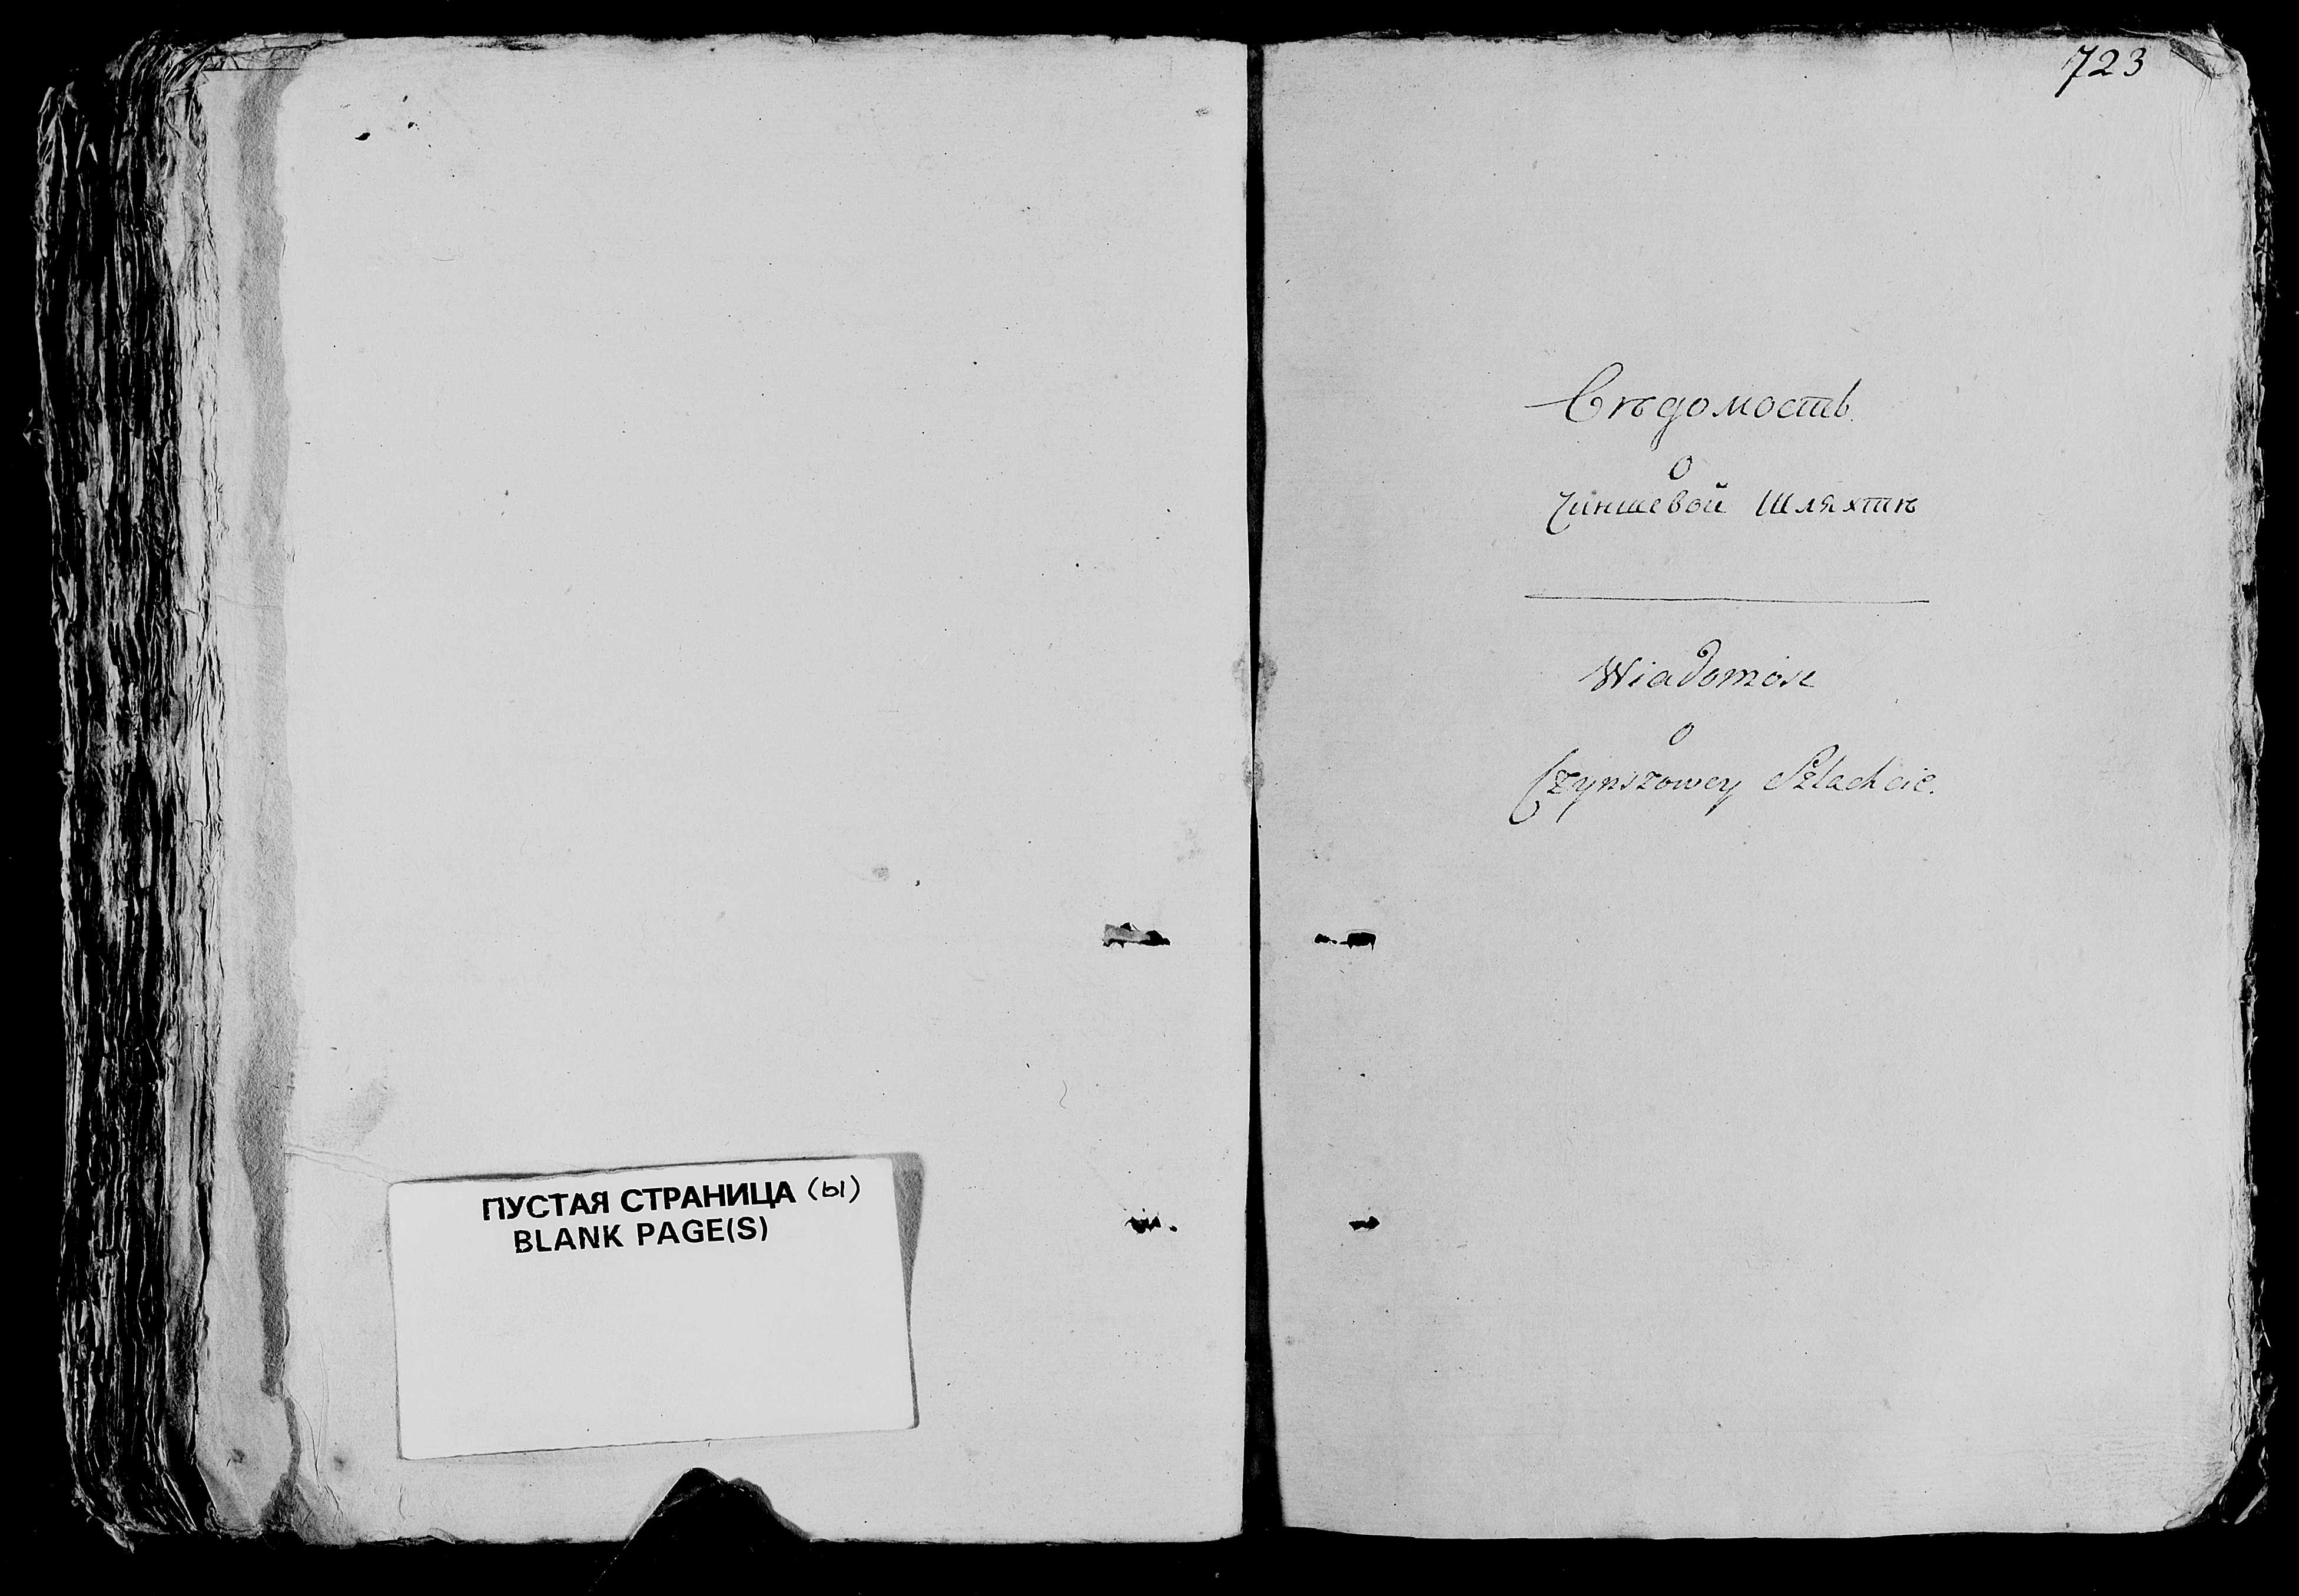 ПУСТАЯ СТРАНИЦА (Ы)
BLANK PAGE(S)
723
Вѣдомость
о
Чиншевой Шляхтѣ
Wiadomość
o
Czynszowey Szlachcie.